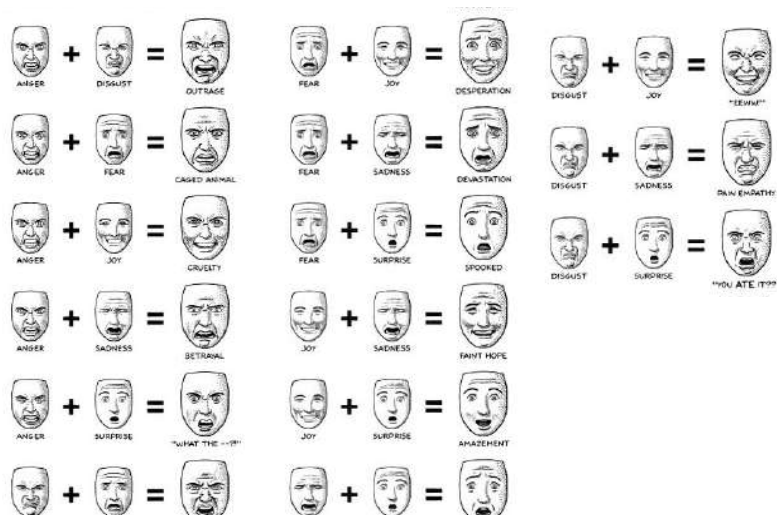 ANGER + DISGUST = OUTRAGE
ANGER + FEAR = CAGED ANIMAL
ANGER + JOY = CRUELTY
ANGER + SADNESS = BETRAYAL
ANGER + SURPRISE = "WHAT THE --?!"
+ =
FEAR + JOY = DESPERATION
FEAR + SADNESS = DEVASTATION
FEAR + SURPRISE = SPOOKED
JOY + SADNESS = FAINT HOPE
JOY + SURPRISE = AMAZEMENT
+ =
DISGUST + JOY = "EEWW!"
DISGUST + SADNESS = PAIN EMPATHY
DISGUST + SURPRISE = "YOU ATE IT??